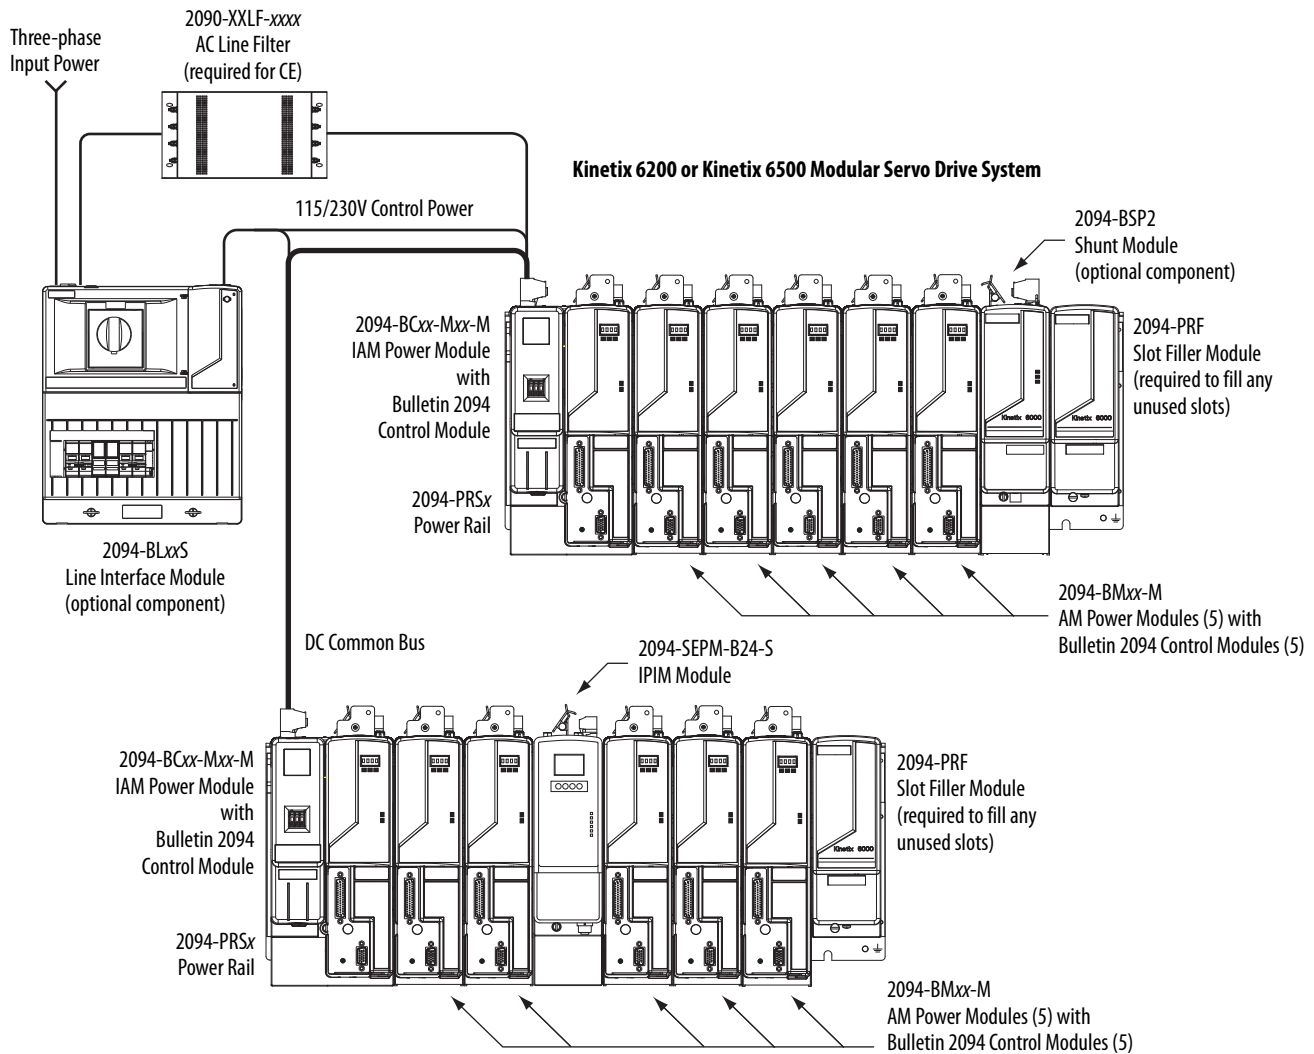 2090-XXLF-xxxx
AC Line Filter
(required for CE)
Three-phase
Input Power
Kinetix 6200 or Kinetix 6500 Modular Servo Drive System
115/230V Control Power
2094-BSP2
Shunt Module
(optional component)
2094-BCxx-Mxx-M
IAM Power Module
with
Bulletin 2094
Control Module
2094-PRF
Slot Filler Module
(required to fill any
unused slots)
Kinetix 6000
Kinetix 6000
2094-PRSx
Power Rail
2094-BLxxS
Line Interface Module
(optional component)
2094-BMxx-M
AM Power Modules (5) with
Bulletin 2094 Control Modules (5)
DC Common Bus
2094-SEPM-B24-S
IPIM Module
2094-BCxx-Mxx-M
IAM Power Module
with
Bulletin 2094
Control Module
2094-PRF
Slot Filler Module
(required to fill any
unused slots)
Kinetix 6000
2094-PRSx
Power Rail
2094-BMxx-M
AM Power Modules (5) with
Bulletin 2094 Control Modules (5)